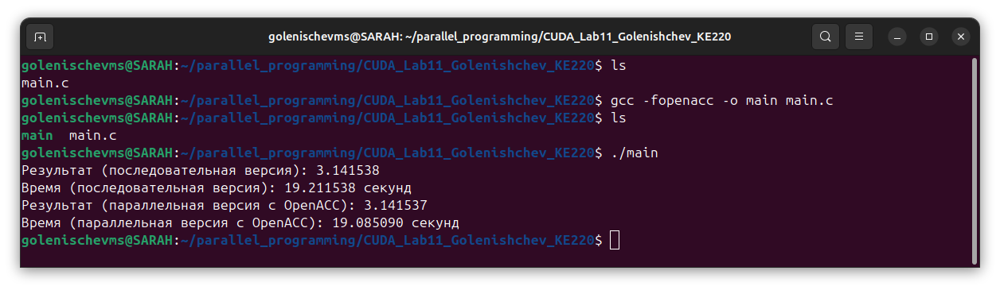 golenischevms@SARAH: ~/parallel_programming/CUDA_Lab11_Golenishchev_KE220
golenischevms@SARAH:~/parallel_programming/CUDA_Lab11_Golenishchev_KE220$ ls
main.c
golenischevms@SARAH:~/parallel_programming/CUDA_Lab11_Golenishchev_KE220$ gcc -fopenacc -o main main.c
golenischevms@SARAH:~/parallel_programming/CUDA_Lab11_Golenishchev_KE220$ ls
main  main.c
golenischevms@SARAH:~/parallel_programming/CUDA_Lab11_Golenishchev_KE220$ ./main
Результат (последовательная версия): 3.141538
Время (последовательная версия): 19.211538 секунд
Результат (параллельная версия с OpenACC): 3.141537
Время (параллельная версия с OpenACC): 19.085090 секунд
golenischevms@SARAH:~/parallel_programming/CUDA_Lab11_Golenishchev_KE220$